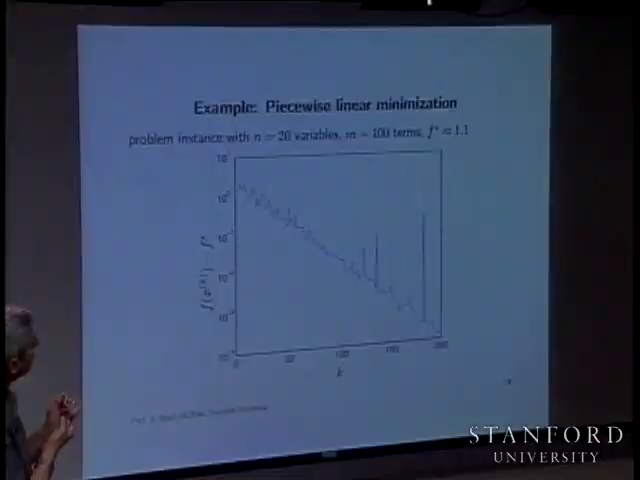 Example: Piecewise linear minimization
problem instance with n = 20 variables, m = 100 terms, f* ≈ 1.1
f(x^(k)) − f*
0 50 100 150 200
k
STANFORD
UNIVERSITY